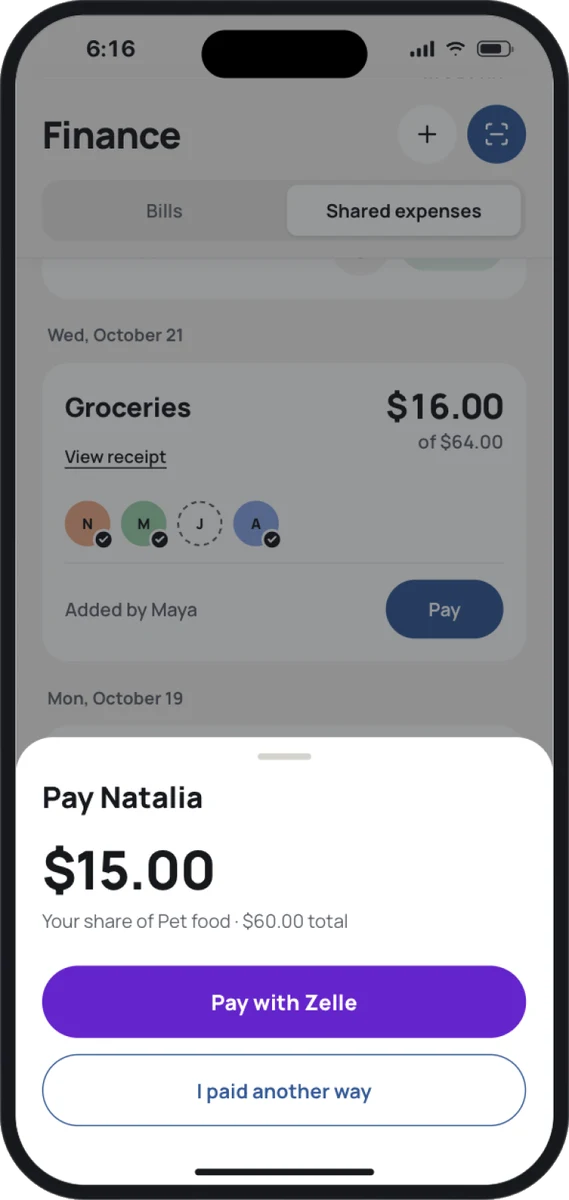 6:16
Finance
Bills
Shared expenses
Wed, October 21
Groceries
$16.00
of $64.00
View receipt
N M J A
Added by Maya
Pay
Mon, October 19
Pay Natalia
$15.00
Your share of Pet food · $60.00 total
Pay with Zelle
I paid another way